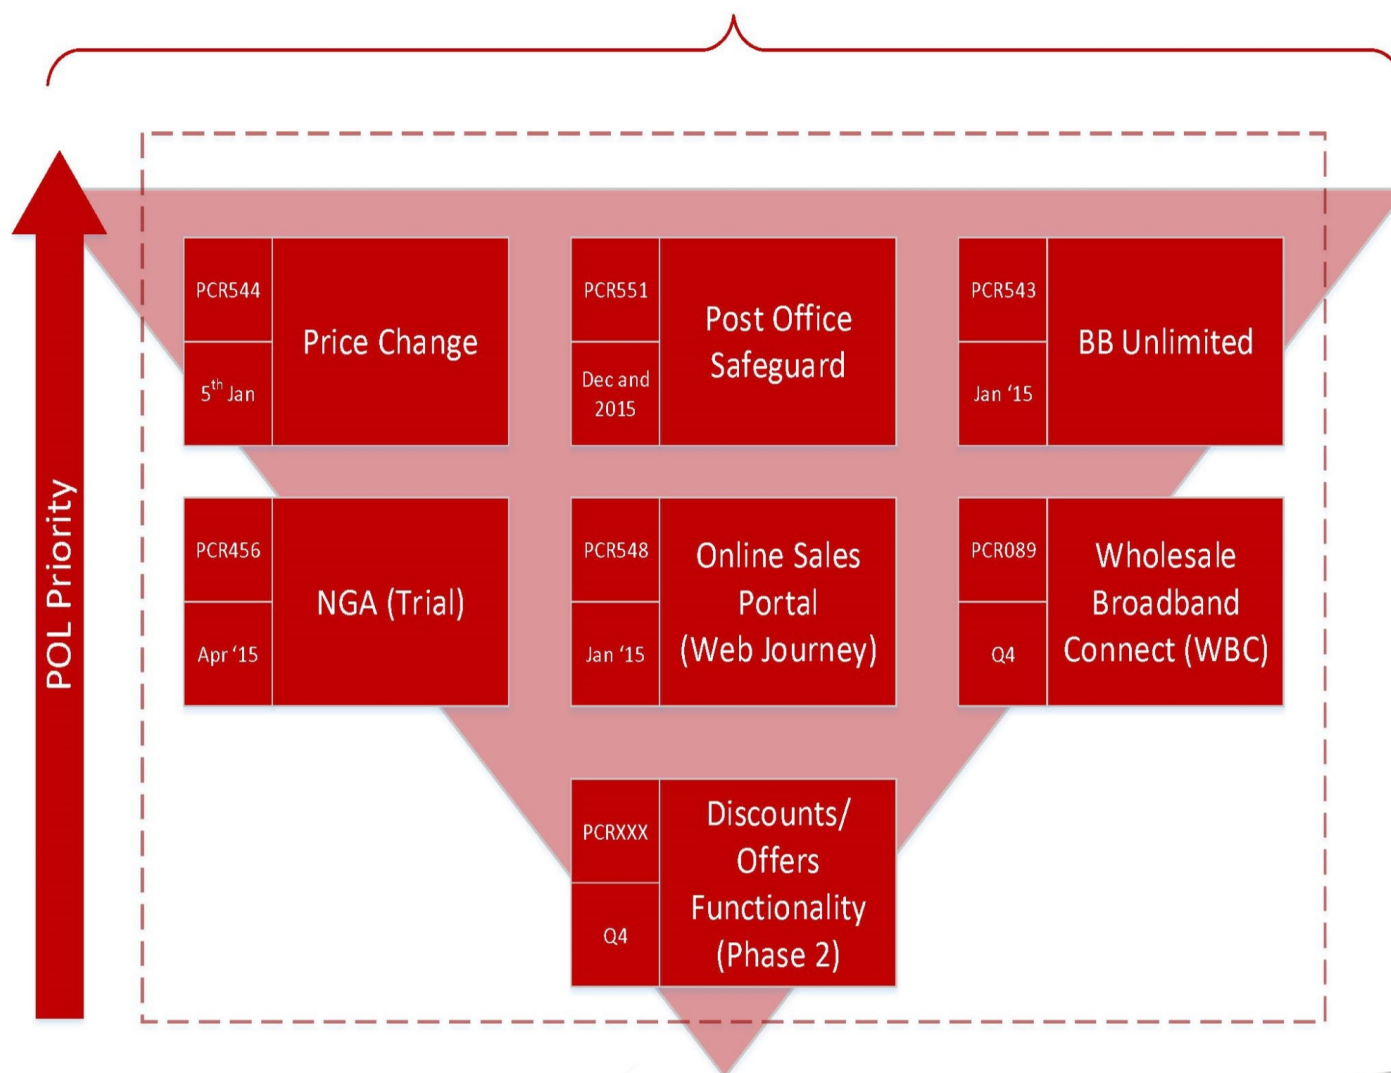 POL Priority
PCR544
5th Jan
Price Change
PCR551
Dec and
2015
Post Office
Safeguard
PCR543
Jan ‘15
BB Unlimited
PCR456
Apr ‘15
NGA (Trial)
PCR548
Jan ‘15
Online Sales
Portal
(Web Journey)
PCR089
Q4
Wholesale
Broadband
Connect (WBC)
PCRXXX
Q4
Discounts/
Offers
Functionality
(Phase 2)